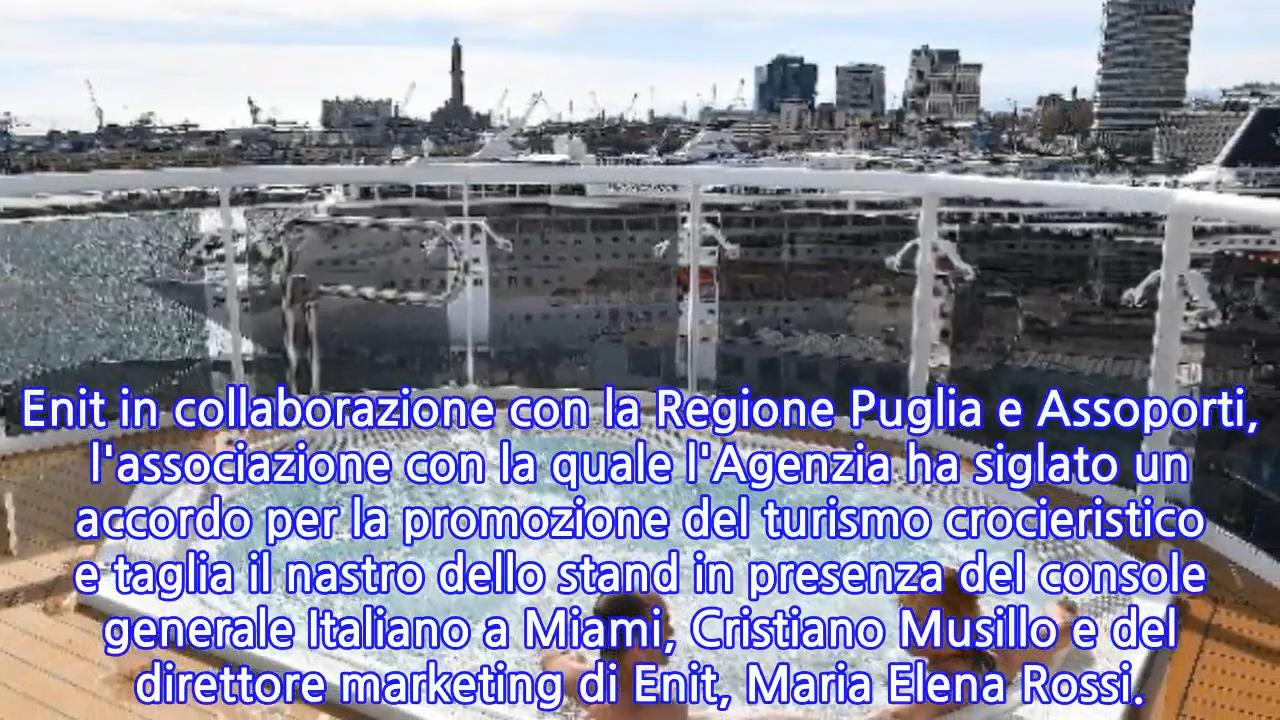 Enit in collaborazione con la Regione Puglia e Assoporti,
l'associazione con la quale l'Agenzia ha siglato un
accordo per la promozione del turismo crocieristico
e taglia il nastro dello stand in presenza del console
generale Italiano a Miami, Cristiano Musillo e del
direttore marketing di Enit, Maria Elena Rossi.